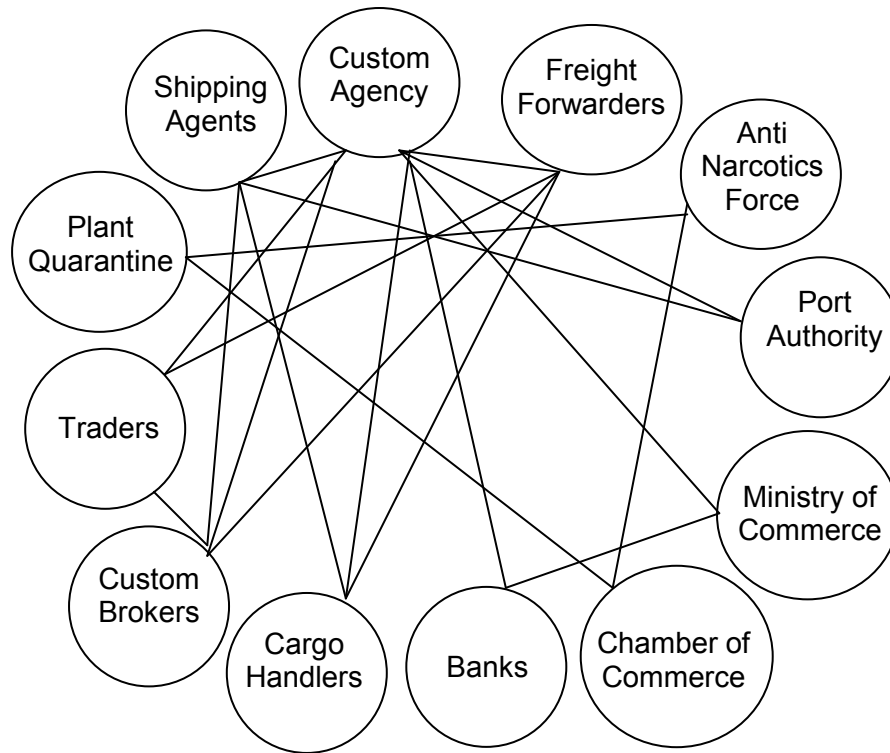 Custom
Agency
Freight
Forwarders
Shipping
Agents
Anti
Narcotics
Force
Plant
Quarantine
Port
Authority
Traders
Ministry of
Commerce
Custom
Brokers
Cargo
Handlers
Banks
Chamber of
Commerce